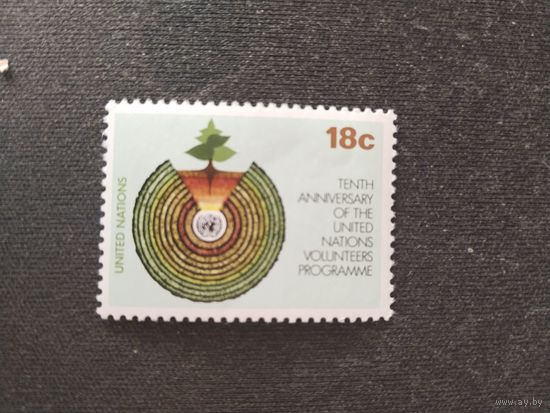 18c
TENTH
ANNIVERSARY
OF THE
UNITED
NATIONS
VOLUNTEERS
PROGRAMME
UNITED NATIONS
www.ay.by